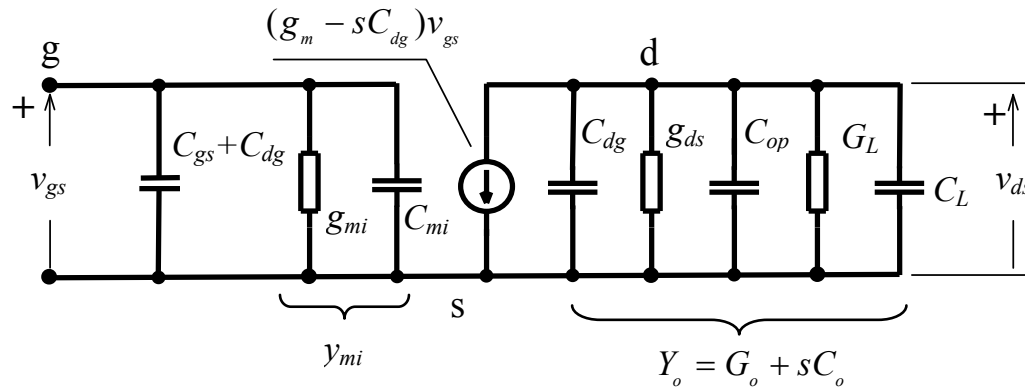 (g_m − sC_dg)v_gs
g
d
+
+
C_gs+C_dg
C_dg
g_ds
C_op
G_L
v_gs
g_mi
C_mi
C_L
v_ds
s
y_mi
Y_o = G_o + sC_o